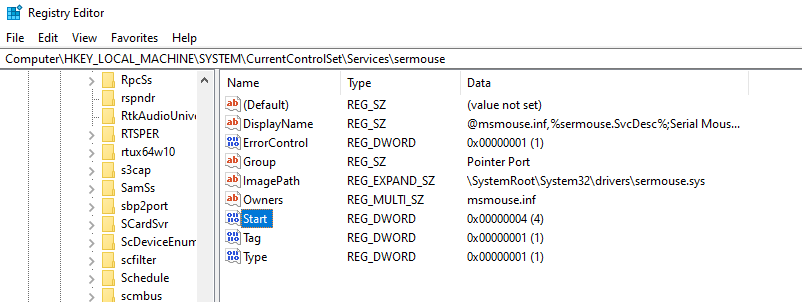 Registry Editor
File Edit View Favorites Help
Computer\HKEY_LOCAL_MACHINE\SYSTEM\CurrentControlSet\Services\sermouse
RpcSs
rspndr
RtkAudioUnive
RTSPER
rtux64w10
s3cap
SamSs
sbp2port
SCardSvr
ScDeviceEnum
scfilter
Schedule
scmbus
Name Type Data
(Default) REG_SZ (value not set)
DisplayName REG_SZ @msmouse.inf,%sermouse.SvcDesc%;Serial Mous...
ErrorControl REG_DWORD 0x00000001 (1)
Group REG_SZ Pointer Port
ImagePath REG_EXPAND_SZ \SystemRoot\System32\drivers\sermouse.sys
Owners REG_MULTI_SZ msmouse.inf
Start REG_DWORD 0x00000004 (4)
Tag REG_DWORD 0x00000001 (1)
Type REG_DWORD 0x00000001 (1)